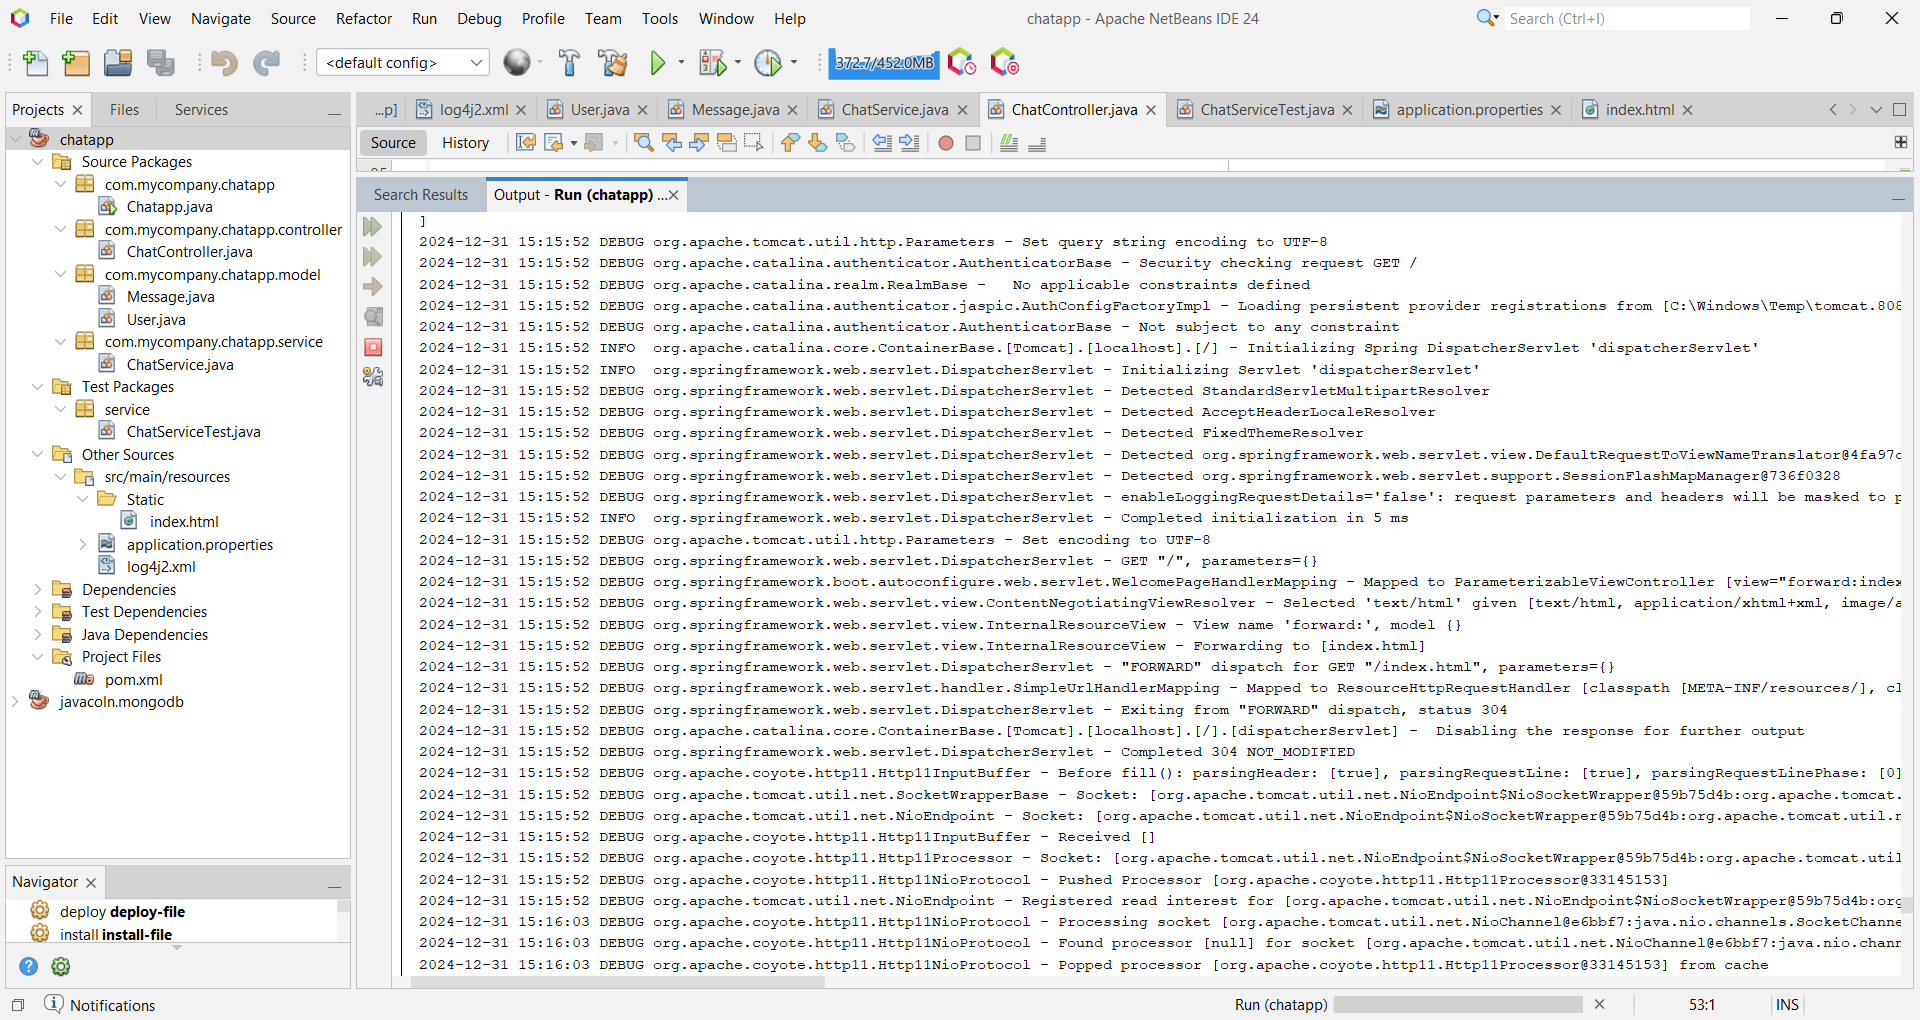 File Edit View Navigate Source Refactor Run Debug Profile Team Tools Window Help
chatapp - Apache NetBeans IDE 24
Search (Ctrl+I)
<default config>
372.7/452.0MB
Projects
Files
Services
...p]
log4j2.xml
User.java
Message.java
ChatService.java
ChatController.java
ChatServiceTest.java
application.properties
index.html
Source
History
chatapp
Source Packages
com.mycompany.chatapp
Chatapp.java
com.mycompany.chatapp.controller
ChatController.java
com.mycompany.chatapp.model
Message.java
User.java
com.mycompany.chatapp.service
ChatService.java
Test Packages
service
ChatServiceTest.java
Other Sources
src/main/resources
Static
index.html
application.properties
log4j2.xml
Dependencies
Test Dependencies
Java Dependencies
Project Files
pom.xml
javacoln.mongodb
Navigator
deploy deploy-file
install install-file
Search Results
Output - Run (chatapp) ...
]
2024-12-31 15:15:52 DEBUG org.apache.tomcat.util.http.Parameters - Set query string encoding to UTF-8
2024-12-31 15:15:52 DEBUG org.apache.catalina.authenticator.AuthenticatorBase - Security checking request GET /
2024-12-31 15:15:52 DEBUG org.apache.catalina.realm.RealmBase -   No applicable constraints defined
2024-12-31 15:15:52 DEBUG org.apache.catalina.authenticator.jaspic.AuthConfigFactoryImpl - Loading persistent provider registrations from [C:\Windows\Temp\tomcat.808
2024-12-31 15:15:52 DEBUG org.apache.catalina.authenticator.AuthenticatorBase - Not subject to any constraint
2024-12-31 15:15:52 INFO  org.apache.catalina.core.ContainerBase.[Tomcat].[localhost].[/] - Initializing Spring DispatcherServlet 'dispatcherServlet'
2024-12-31 15:15:52 INFO  org.springframework.web.servlet.DispatcherServlet - Initializing Servlet 'dispatcherServlet'
2024-12-31 15:15:52 DEBUG org.springframework.web.servlet.DispatcherServlet - Detected StandardServletMultipartResolver
2024-12-31 15:15:52 DEBUG org.springframework.web.servlet.DispatcherServlet - Detected AcceptHeaderLocaleResolver
2024-12-31 15:15:52 DEBUG org.springframework.web.servlet.DispatcherServlet - Detected FixedThemeResolver
2024-12-31 15:15:52 DEBUG org.springframework.web.servlet.DispatcherServlet - Detected org.springframework.web.servlet.view.DefaultRequestToViewNameTranslator@4fa97c
2024-12-31 15:15:52 DEBUG org.springframework.web.servlet.DispatcherServlet - Detected org.springframework.web.servlet.support.SessionFlashMapManager@736f0328
2024-12-31 15:15:52 DEBUG org.springframework.web.servlet.DispatcherServlet - enableLoggingRequestDetails='false': request parameters and headers will be masked to p
2024-12-31 15:15:52 INFO  org.springframework.web.servlet.DispatcherServlet - Completed initialization in 5 ms
2024-12-31 15:15:52 DEBUG org.apache.tomcat.util.http.Parameters - Set encoding to UTF-8
2024-12-31 15:15:52 DEBUG org.springframework.web.servlet.DispatcherServlet - GET "/", parameters={}
2024-12-31 15:15:52 DEBUG org.springframework.boot.autoconfigure.web.servlet.WelcomePageHandlerMapping - Mapped to ParameterizableViewController [view="forward:index
2024-12-31 15:15:52 DEBUG org.springframework.web.servlet.view.ContentNegotiatingViewResolver - Selected 'text/html' given [text/html, application/xhtml+xml, image/a
2024-12-31 15:15:52 DEBUG org.springframework.web.servlet.view.InternalResourceView - View name 'forward:', model {}
2024-12-31 15:15:52 DEBUG org.springframework.web.servlet.view.InternalResourceView - Forwarding to [index.html]
2024-12-31 15:15:52 DEBUG org.springframework.web.servlet.DispatcherServlet - "FORWARD" dispatch for GET "/index.html", parameters={}
2024-12-31 15:15:52 DEBUG org.springframework.web.servlet.handler.SimpleUrlHandlerMapping - Mapped to ResourceHttpRequestHandler [classpath [META-INF/resources/], cl
2024-12-31 15:15:52 DEBUG org.springframework.web.servlet.DispatcherServlet - Exiting from "FORWARD" dispatch, status 304
2024-12-31 15:15:52 DEBUG org.apache.catalina.core.ContainerBase.[Tomcat].[localhost].[/].[dispatcherServlet] -  Disabling the response for further output
2024-12-31 15:15:52 DEBUG org.springframework.web.servlet.DispatcherServlet - Completed 304 NOT_MODIFIED
2024-12-31 15:15:52 DEBUG org.apache.coyote.http11.Http11InputBuffer - Before fill(): parsingHeader: [true], parsingRequestLine: [true], parsingRequestLinePhase: [0]
2024-12-31 15:15:52 DEBUG org.apache.tomcat.util.net.SocketWrapperBase - Socket: [org.apache.tomcat.util.net.NioEndpoint$NioSocketWrapper@59b75d4b:org.apache.tomcat.
2024-12-31 15:15:52 DEBUG org.apache.tomcat.util.net.NioEndpoint - Socket: [org.apache.tomcat.util.net.NioEndpoint$NioSocketWrapper@59b75d4b:org.apache.tomcat.util.n
2024-12-31 15:15:52 DEBUG org.apache.coyote.http11.Http11InputBuffer - Received []
2024-12-31 15:15:52 DEBUG org.apache.coyote.http11.Http11Processor - Socket: [org.apache.tomcat.util.net.NioEndpoint$NioSocketWrapper@59b75d4b:org.apache.tomcat.util
2024-12-31 15:15:52 DEBUG org.apache.coyote.http11.Http11NioProtocol - Pushed Processor [org.apache.coyote.http11.Http11Processor@33145153]
2024-12-31 15:15:52 DEBUG org.apache.tomcat.util.net.NioEndpoint - Registered read interest for [org.apache.tomcat.util.net.NioEndpoint$NioSocketWrapper@59b75d4b:org
2024-12-31 15:16:03 DEBUG org.apache.coyote.http11.Http11NioProtocol - Processing socket [org.apache.tomcat.util.net.NioChannel@e6bbf7:java.nio.channels.SocketChanne
2024-12-31 15:16:03 DEBUG org.apache.coyote.http11.Http11NioProtocol - Found processor [null] for socket [org.apache.tomcat.util.net.NioChannel@e6bbf7:java.nio.chann
2024-12-31 15:16:03 DEBUG org.apache.coyote.http11.Http11NioProtocol - Popped processor [org.apache.coyote.http11.Http11Processor@33145153] from cache
Notifications
Run (chatapp)
53:1
INS